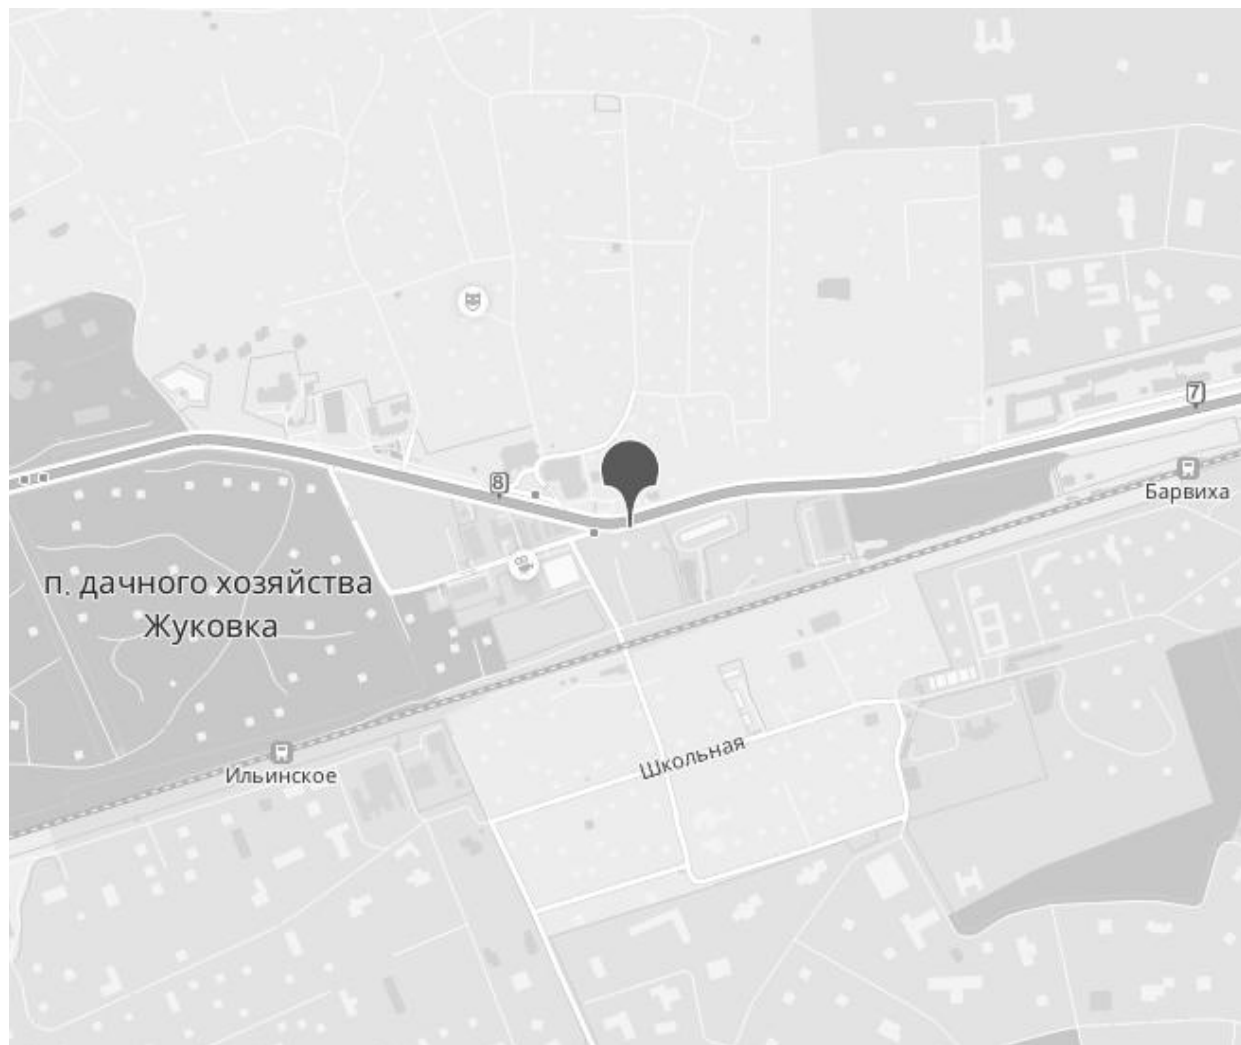 7
8
Барвиха
п. дачного хозяйства
Жуковка
Школьная
Ильинское